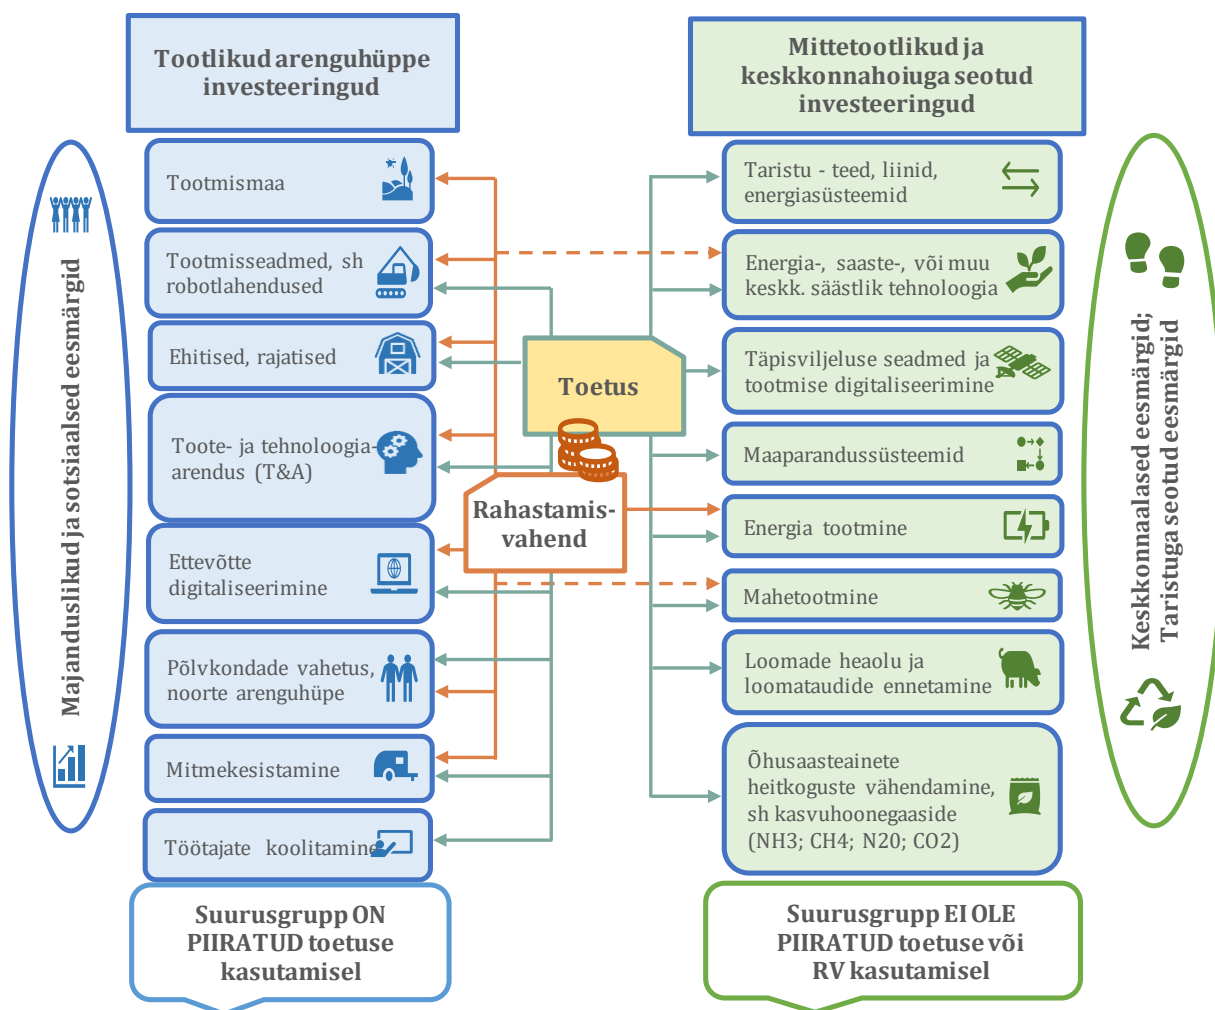 Tootlikud arenguhüppe
investeeringud
Mittetootlikud ja
keskkonnahoiuga seotud
investeeringud
Majanduslikud ja sotsiaalsed eesmärgid
Tootmismaa
Tootmisseadmed, sh
robotlahendused
Ehitised, rajatised
Toote- ja tehnoloogia-
arendus (T&A)
Ettevõtte
digitaliseerimine
Põlvkondade vahetus,
noorte arenguhüpe
Mitmekesistamine
Töötajate koolitamine
Toetus
Rahastamis-
vahend
Taristu - teed, liinid,
energiasüsteemid
Energia-, saaste-, või muu
keskk. säästlik tehnoloogia
Täpisviljeluse seadmed ja
tootmise digitaliseerimine
Maaparandussüsteemid
Energia tootmine
Mahetootmine
Loomade heaolu ja
loomataudide ennetamine
Õhusaasteainete
heitkoguste vähendamine,
sh kasvuhoonegaaside
(NH3; CH4; N20; CO2)
Keskkonnaalased eesmärgid;
Taristuga seotud eesmärgid
Suurusgrupp ON
PIIRATUD toetuse
kasutamisel
Suurusgrupp EI OLE
PIIRATUD toetuse või
RV kasutamisel